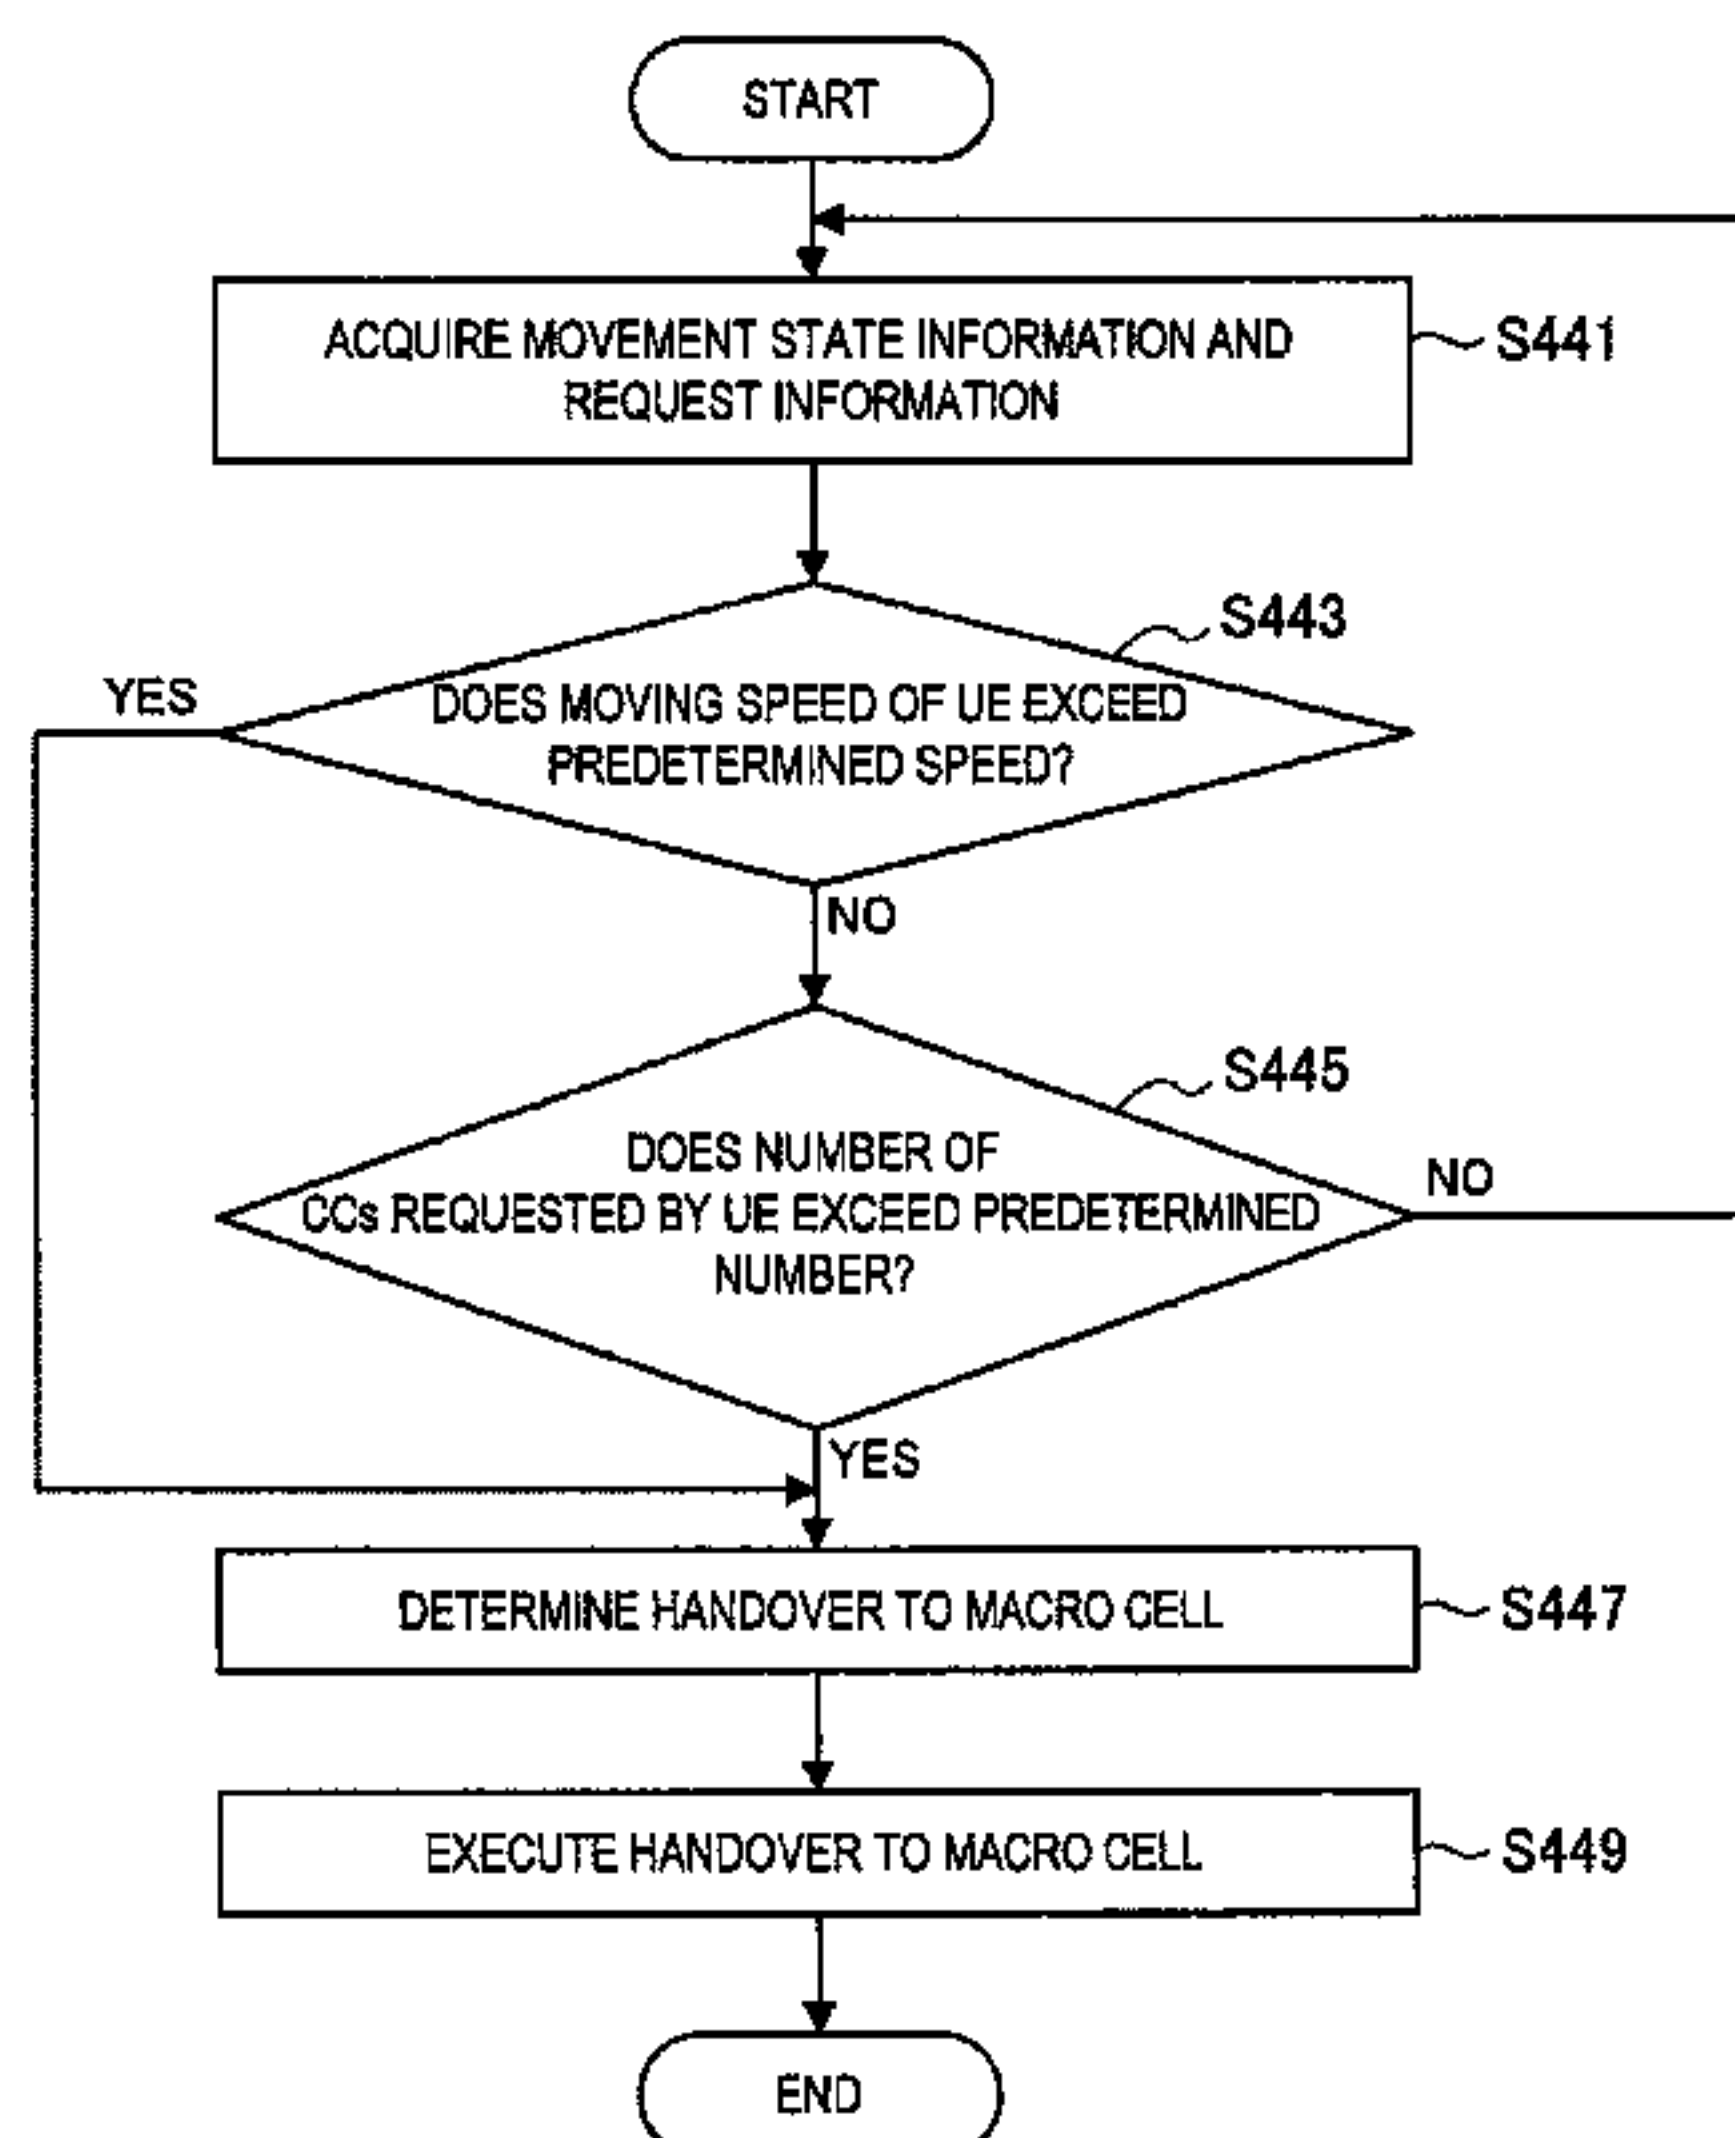 START
ACQUIRE MOVEMENT STATE INFORMATION AND
REQUEST INFORMATION
S441
S443
YES
DOES MOVING SPEED OF UE EXCEED
PREDETERMINED SPEED?
NO
S445
DOES NUMBER OF
CCs REQUESTED BY UE EXCEED PREDETERMINED
NUMBER?
NO
YES
DETERMINE HANDOVER TO MACRO CELL
S447
EXECUTE HANDOVER TO MACRO CELL
S449
END